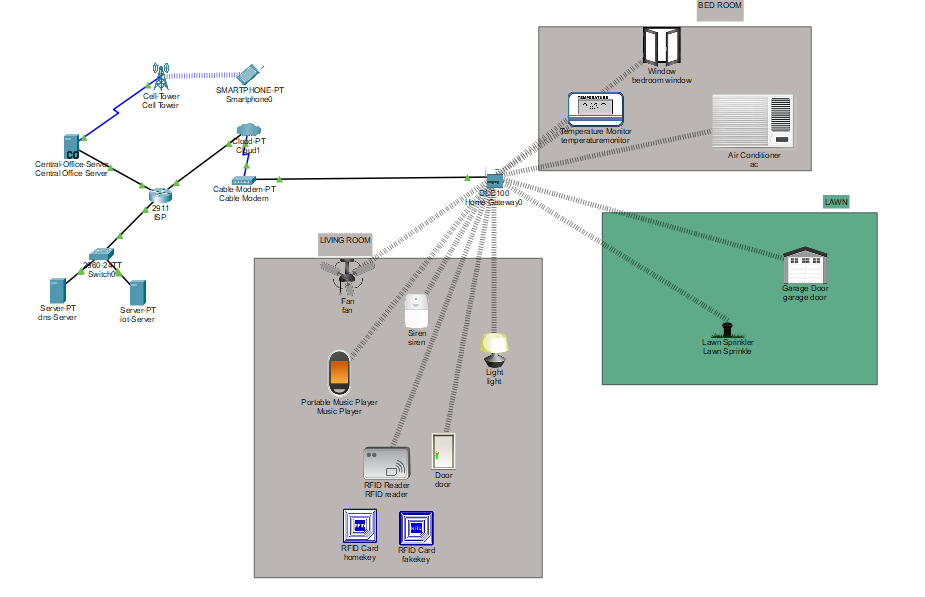 BED ROOM
Window
bedroom window
TEMPERATURE
Temperature Monitor
temperaturemonitor
Air Conditioner
ac
Cell-Tower
Cell Tower
SMARTPHONE-PT
Smartphone0
Cloud-PT
Cloud1
CO
Central-Office-Server
Central Office Server
Cable-Modem-PT
Cable Modem
DLC100
Home Gateway0
2911
ISP
LAWN
LIVING ROOM
2960-24TT
Switch0
Server-PT
dns-Server
Server-PT
iot-Server
Garage Door
garage door
Lawn Sprinkler
Lawn Sprinkle
Fan
fan
Siren
siren
Light
light
Portable Music Player
Music Player
RFID Reader
RFID reader
Door
door
RFID
RFID Card
homekey
RFID
RFID Card
fakekey